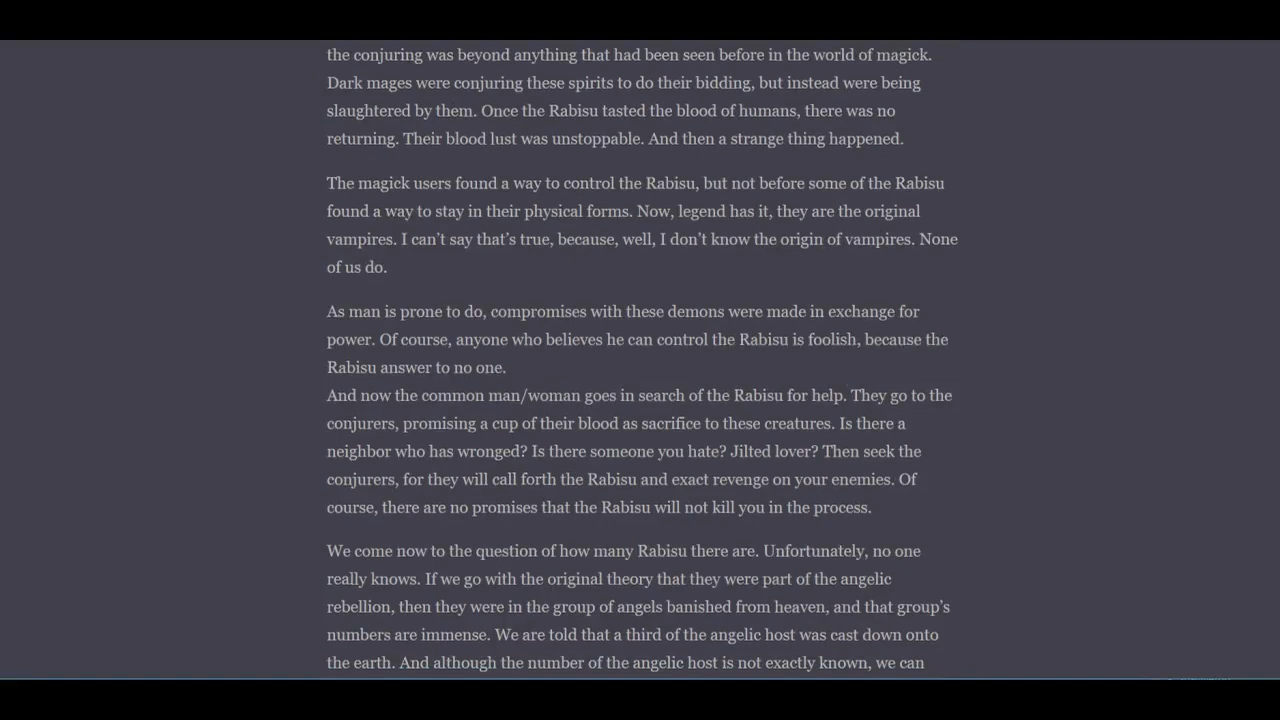 the conjuring was beyond anything that had been seen before in the world of magick.
Dark mages were conjuring these spirits to do their bidding, but instead were being
slaughtered by them. Once the Rabisu tasted the blood of humans, there was no
returning. Their blood lust was unstoppable. And then a strange thing happened.
The magick users found a way to control the Rabisu, but not before some of the Rabisu
found a way to stay in their physical forms. Now, legend has it, they are the original
vampires. I can’t say that’s true, because, well, I don’t know the origin of vampires. None
of us do.
As man is prone to do, compromises with these demons were made in exchange for
power. Of course, anyone who believes he can control the Rabisu is foolish, because the
Rabisu answer to no one.
And now the common man/woman goes in search of the Rabisu for help. They go to the
conjurers, promising a cup of their blood as sacrifice to these creatures. Is there a
neighbor who has wronged? Is there someone you hate? Jilted lover? Then seek the
conjurers, for they will call forth the Rabisu and exact revenge on your enemies. Of
course, there are no promises that the Rabisu will not kill you in the process.
We come now to the question of how many Rabisu there are. Unfortunately, no one
really knows. If we go with the original theory that they were part of the angelic
rebellion, then they were in the group of angels banished from heaven, and that group’s
numbers are immense. We are told that a third of the angelic host was cast down onto
the earth. And although the number of the angelic host is not exactly known, we can